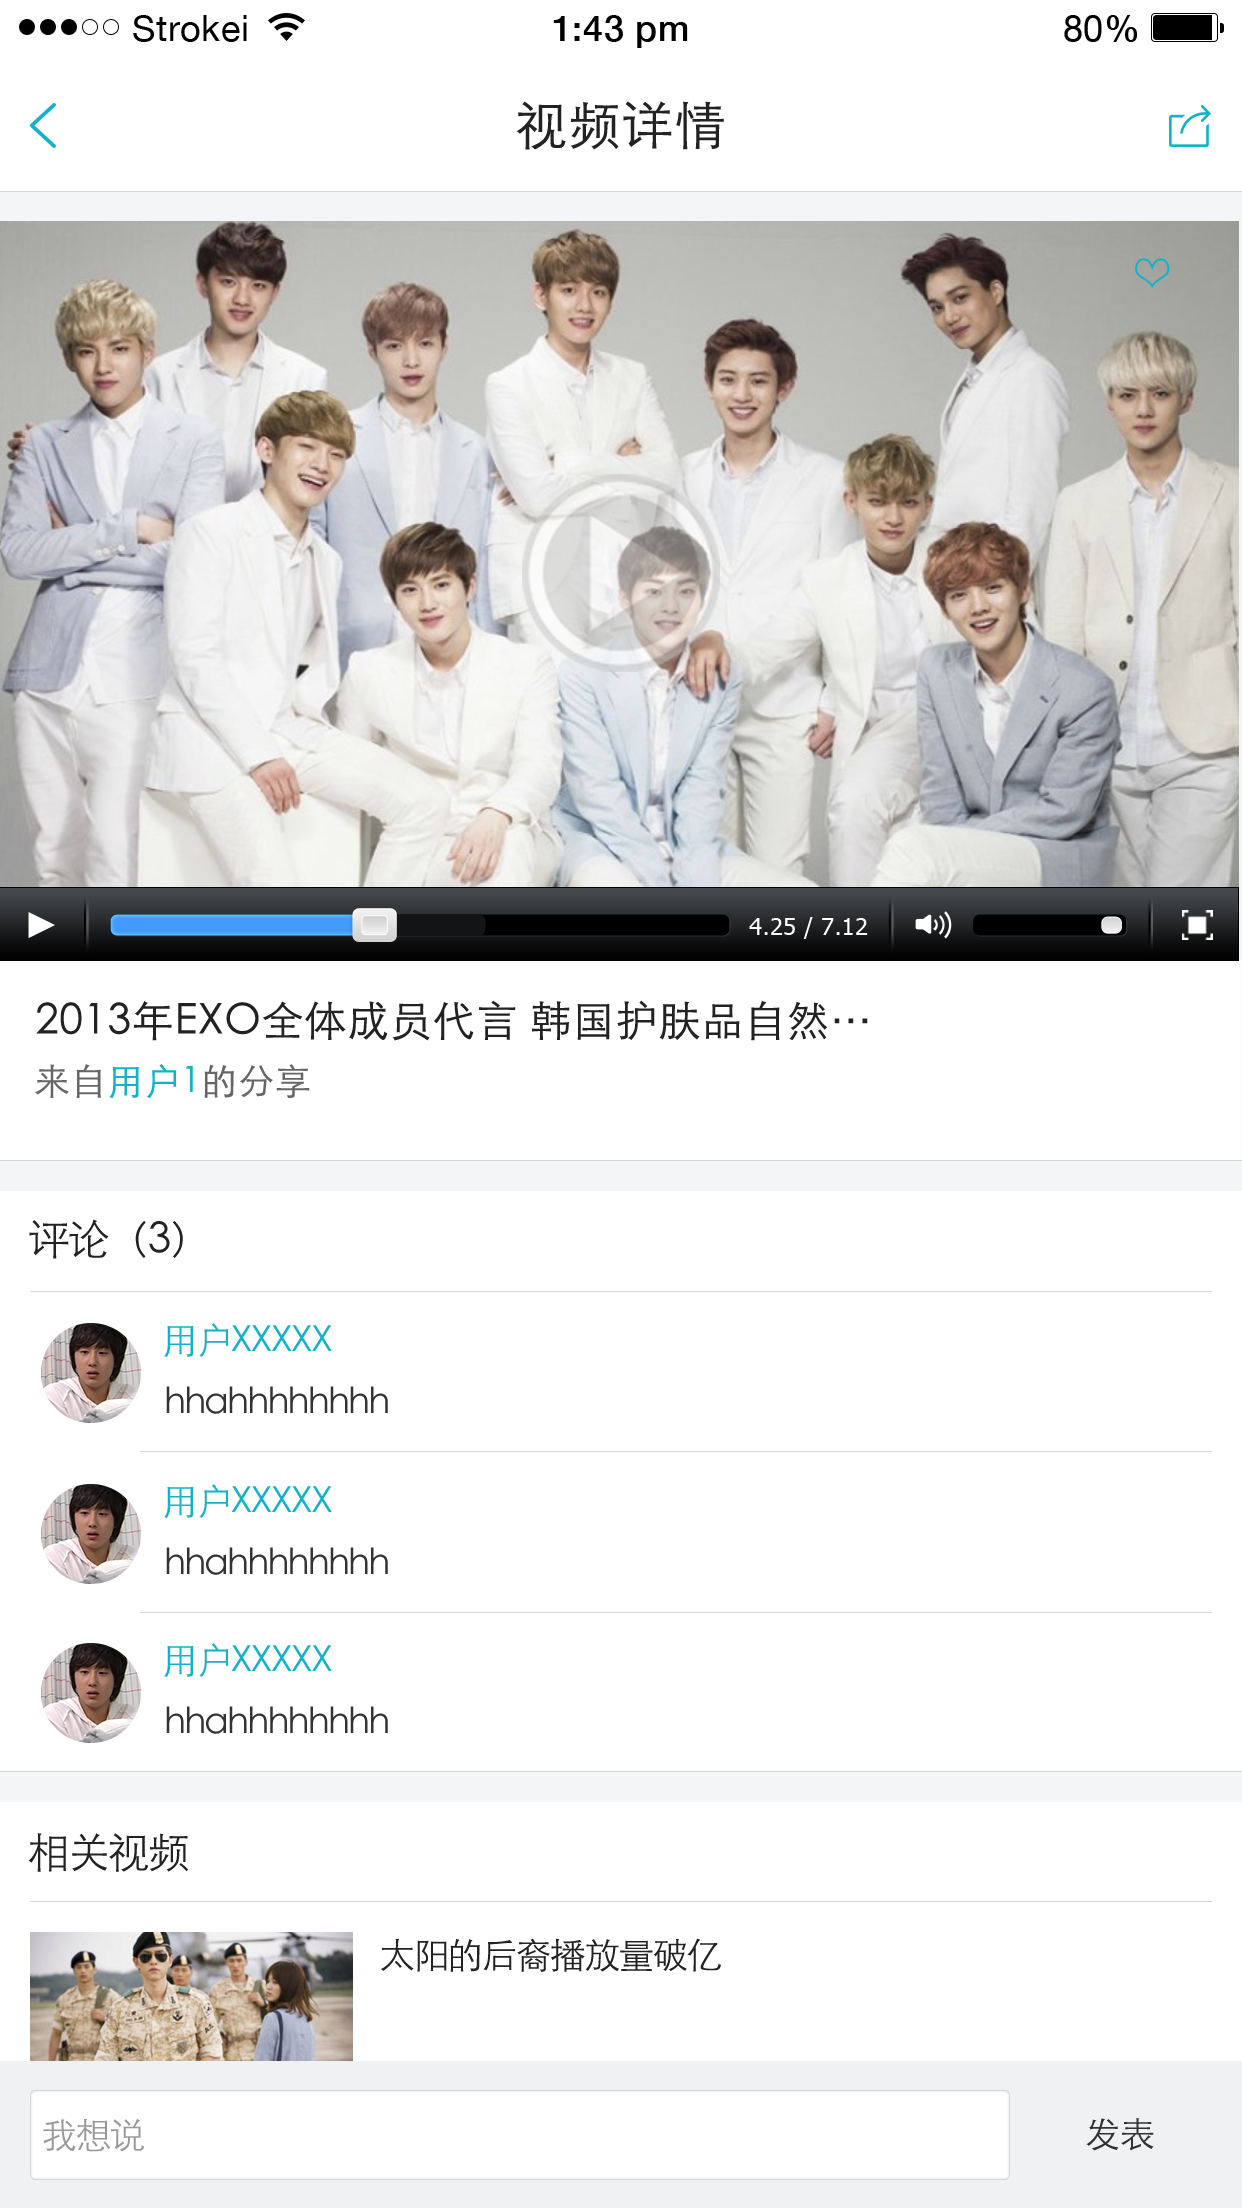 Strokei 1:43 pm 80%
视频详情
4.25 / 7.12
2013年EXO全体成员代言 韩国护肤品自然…
来自用户1的分享
评论（3）
用户XXXXX
hhahhhhhhhh
用户XXXXX
hhahhhhhhhh
用户XXXXX
hhahhhhhhhh
相关视频
太阳的后裔播放量破亿
我想说 发表